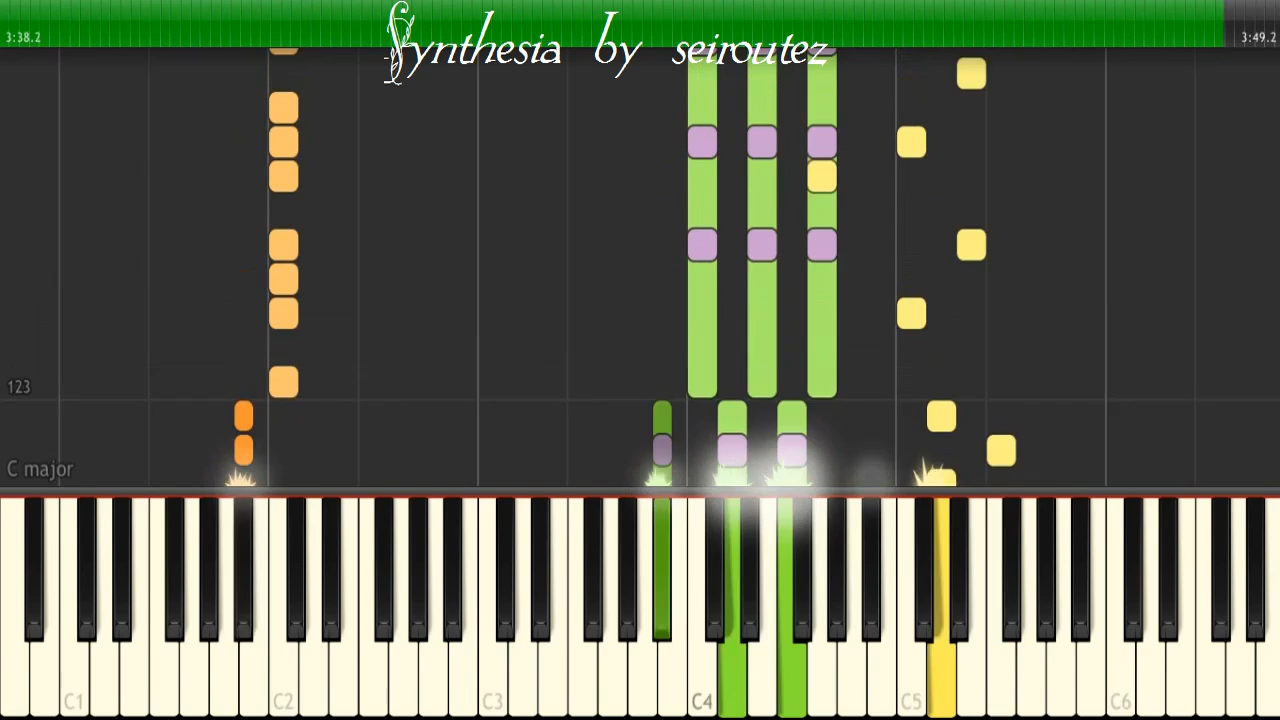 Synthesia by seiroutez
3:38.2
3:49.2
123
C major
C1 C2 C3 C4 C5 C6